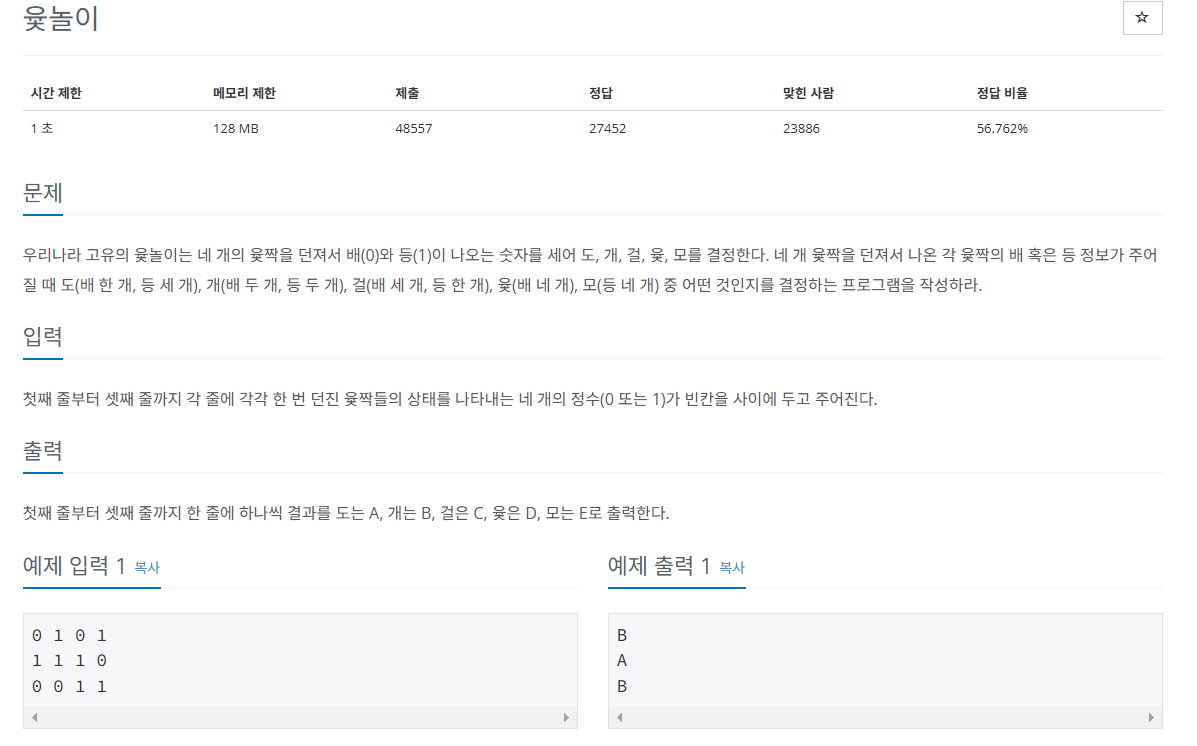 윷놀이
☆
시간 제한 메모리 제한 제출 정답 맞힌 사람 정답 비율
1 초 128 MB 48557 27452 23886 56.762%
문제
우리나라 고유의 윷놀이는 네 개의 윷짝을 던져서 배(0)와 등(1)이 나오는 숫자를 세어 도, 개, 걸, 윷, 모를 결정한다. 네 개 윷짝을 던져서 나온 각 윷짝의 배 혹은 등 정보가 주어
질 때 도(배 한 개, 등 세 개), 개(배 두 개, 등 두 개), 걸(배 세 개, 등 한 개), 윷(배 네 개), 모(등 네 개) 중 어떤 것인지를 결정하는 프로그램을 작성하라.
입력
첫째 줄부터 셋째 줄까지 각 줄에 각각 한 번 던진 윷짝들의 상태를 나타내는 네 개의 정수(0 또는 1)가 빈칸을 사이에 두고 주어진다.
출력
첫째 줄부터 셋째 줄까지 한 줄에 하나씩 결과를 도는 A, 개는 B, 걸은 C, 윷은 D, 모는 E로 출력한다.
예제 입력 1 복사
0 1 0 1
1 1 1 0
0 0 1 1
예제 출력 1 복사
B
A
B